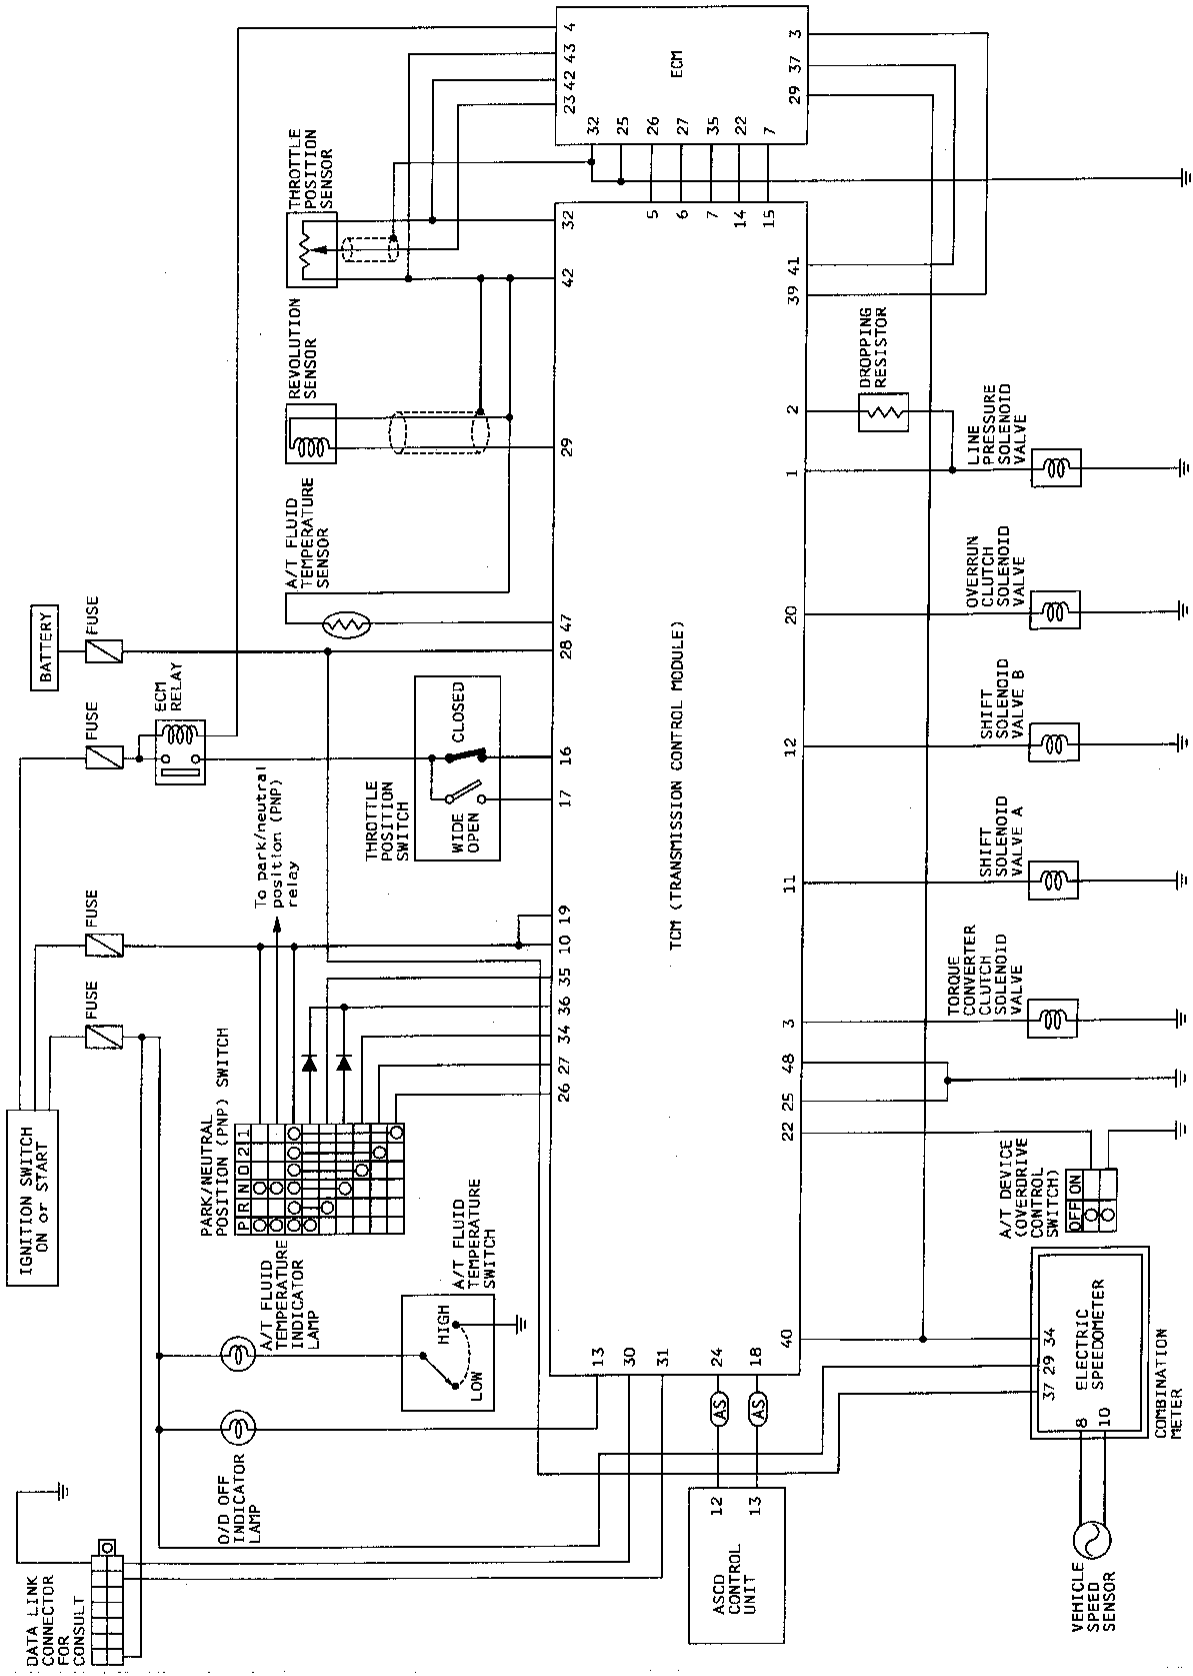 DATA LINK
CONNECTOR
FOR
CONSULT
IGNITION SWITCH
ON or START
BATTERY
FUSE
FUSE
FUSE
FUSE
ECM
RELAY
O/D OFF
INDICATOR
LAMP
A/T FLUID
TEMPERATURE
INDICATOR
LAMP
PARK/NEUTRAL
POSITION (PNP) SWITCH
P R N D 2 1
To park/neutral
position (PNP)
relay
A/T FLUID
TEMPERATURE
SENSOR
REVOLUTION
SENSOR
THROTTLE
POSITION
SENSOR
A/T FLUID
TEMPERATURE
SWITCH
LOW
HIGH
THROTTLE
POSITION
SWITCH
WIDE
OPEN
CLOSED
26 27 34 36 35 10 19 17 16 28 47 29 42 32
23 42 43 4
13
30
31
24
18
40
32
25
26
27
35
22
7
5
6
7
14
15
TCM (TRANSMISSION CONTROL MODULE)
ECM
AS
AS
12
13
ASCD
CONTROL
UNIT
22 25 48 3 11 12 20 1 2 39 41
29 37 3
DROPPING
RESISTOR
TORQUE
CONVERTER
CLUTCH
SOLENOID
VALVE
SHIFT
SOLENOID
VALVE A
SHIFT
SOLENOID
VALVE B
OVERRUN
CLUTCH
SOLENOID
VALVE
LINE
PRESSURE
SOLENOID
VALVE
A/T DEVICE
(OVERDRIVE
CONTROL
SWITCH)
OFF ON
37 29 34
8
10
ELECTRIC
SPEEDOMETER
COMBINATION
METER
VEHICLE
SPEED
SENSOR